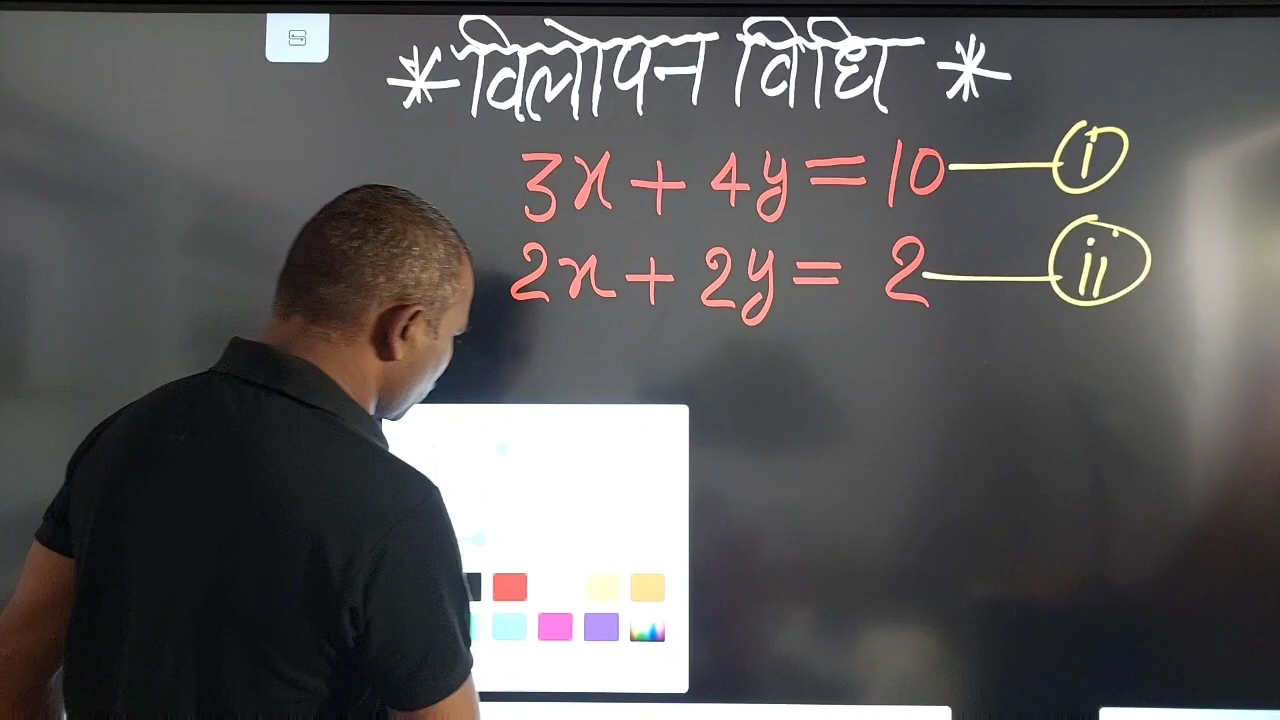 *विलोपन विधि*
3x + 4y = 10 —— i
2x + 2y = 2 —— ii